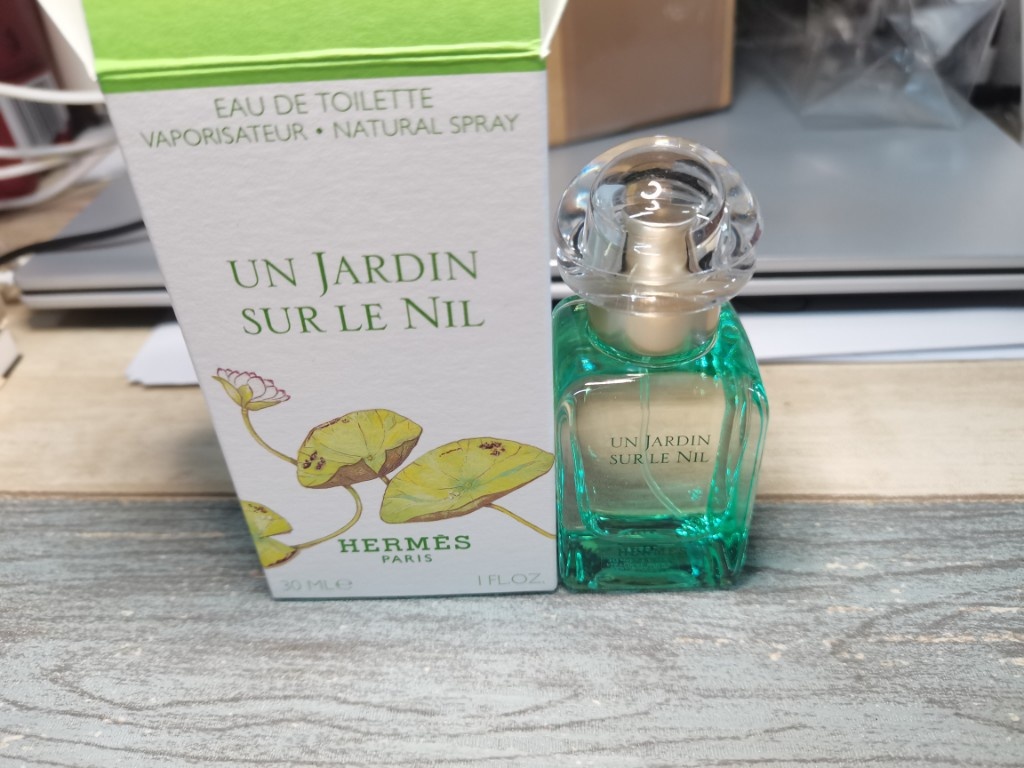 EAU DE TOILETTE
VAPORISATEUR • NATURAL SPRAY
UN JARDIN
SUR LE NIL
HERMÈS
PARIS
30 ML℮
1 FL.OZ.
UN JARDIN
SUR LE NIL